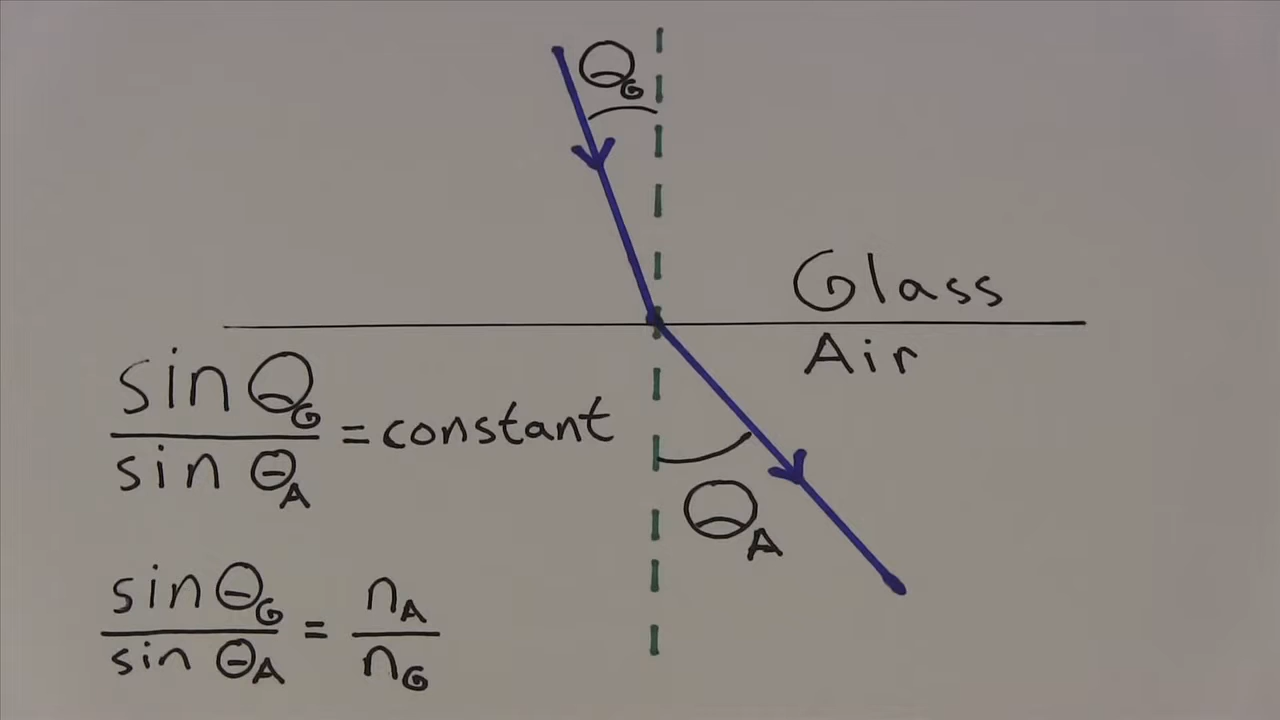 θG
Glass
Air
sin θG
sin θA
= constant
θA
sin θG
sin θA
=
nA
nG